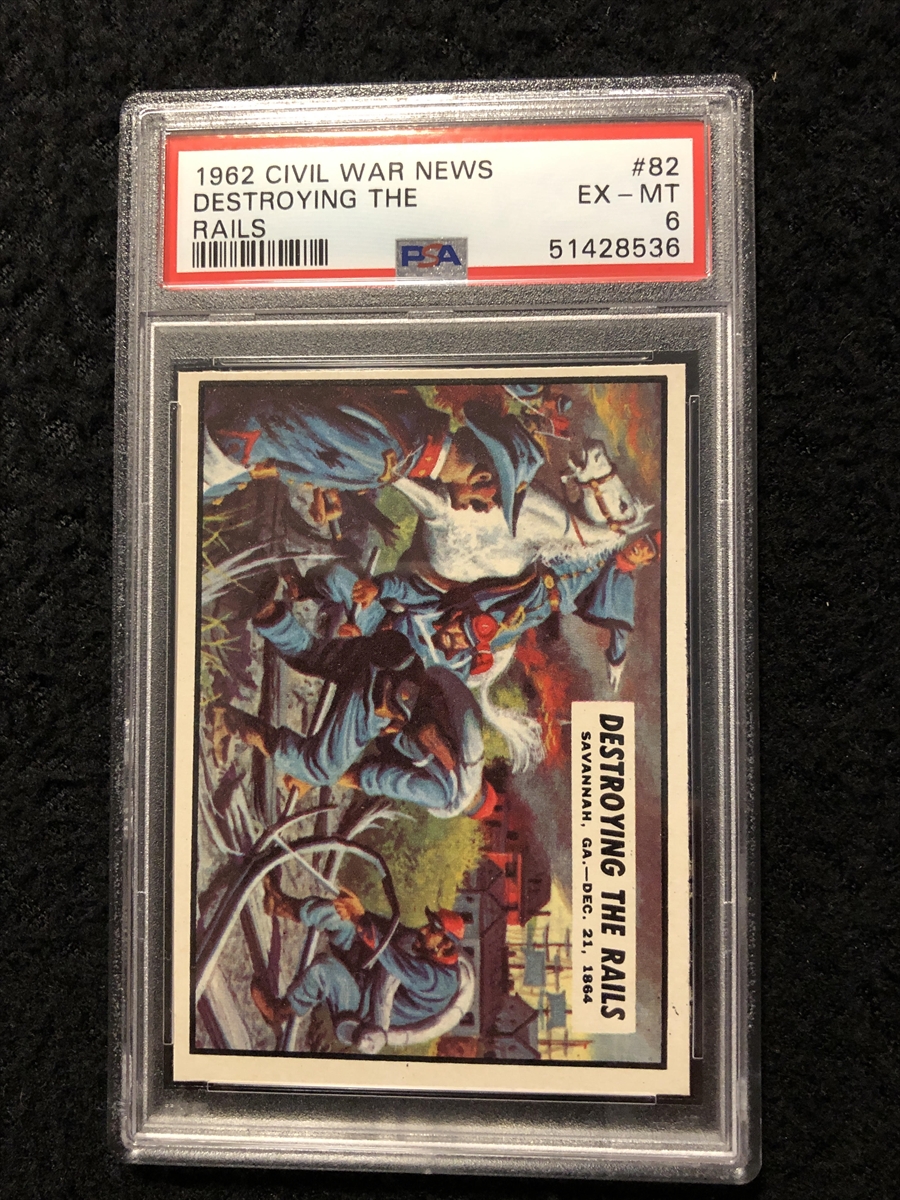 1962 CIVIL WAR NEWS #82
DESTROYING THE EX - MT
RAILS 6
PSA 51428536
DESTROYING THE RAILS
SAVANNAH, GA.—DEC. 21, 1864